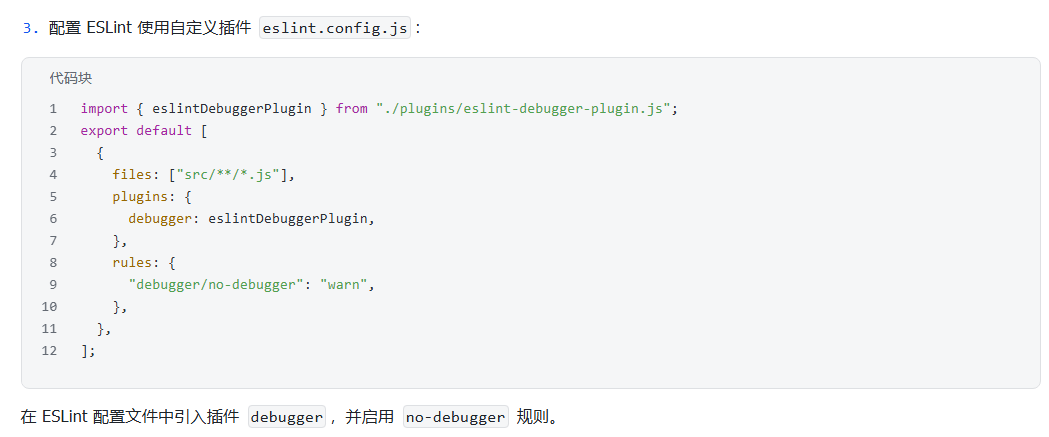 3. 配置 ESLint 使用自定义插件 eslint.config.js :
代码块
1 import { eslintDebuggerPlugin } from "./plugins/eslint-debugger-plugin.js";
2 export default [
3   {
4     files: ["src/**/*.js"],
5     plugins: {
6       debugger: eslintDebuggerPlugin,
7     },
8     rules: {
9       "debugger/no-debugger": "warn",
10     },
11   },
12 ];
在 ESLint 配置文件中引入插件 debugger ，并启用 no-debugger 规则。